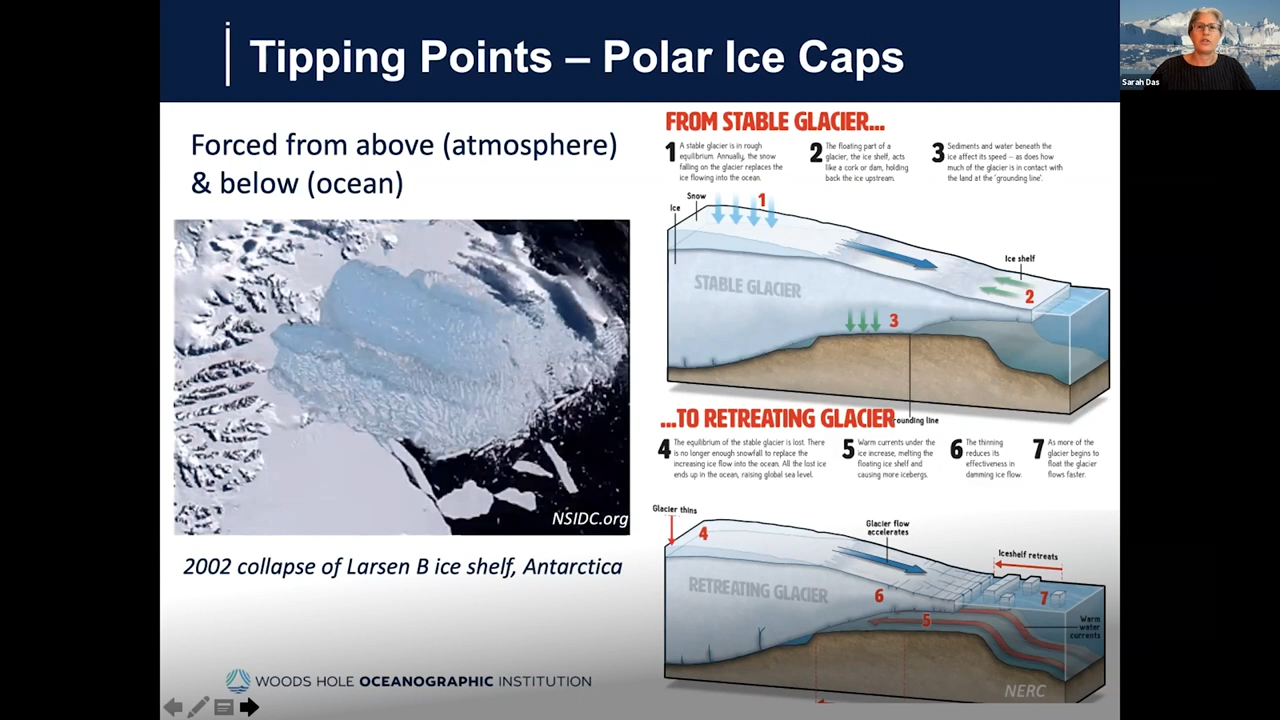 Tipping Points – Polar Ice Caps
Sarah Das
Forced from above (atmosphere)
& below (ocean)
NSIDC.org
2002 collapse of Larsen B ice shelf, Antarctica
WOODS HOLE OCEANOGRAPHIC INSTITUTION
FROM STABLE GLACIER...
1 A stable glacier is in rough
equilibrium. Annually, the snow
falling on the glacier replaces the
ice flowing into the ocean.
2 The floating part of a
glacier, the ice shelf, acts
like a cork or dam, holding
back the ice upstream.
3 Sediments and water beneath the
ice affect its speed – as does how
much of the glacier is in contact with
the land at the 'grounding line'.
Snow
Ice
1
Ice shelf
2
STABLE GLACIER
3
rounding line
...TO RETREATING GLACIER
4 The equilibrium of the stable glacier is lost. There
is no longer enough snowfall to replace the
increasing ice flow into the ocean. All the lost ice
ends up in the ocean, raising global sea level.
5 Warm currents under the
ice increase, melting the
floating ice shelf and
causing more icebergs.
6 The thinning
reduces its
effectiveness in
damming ice flow.
7 As more of the
glacier begins to
float the glacier
flows faster.
Glacier thins
4
Glacier flow
accelerates
Iceshelf retreats
RETREATING GLACIER
6
7
5
Warm
water
currents
NERC